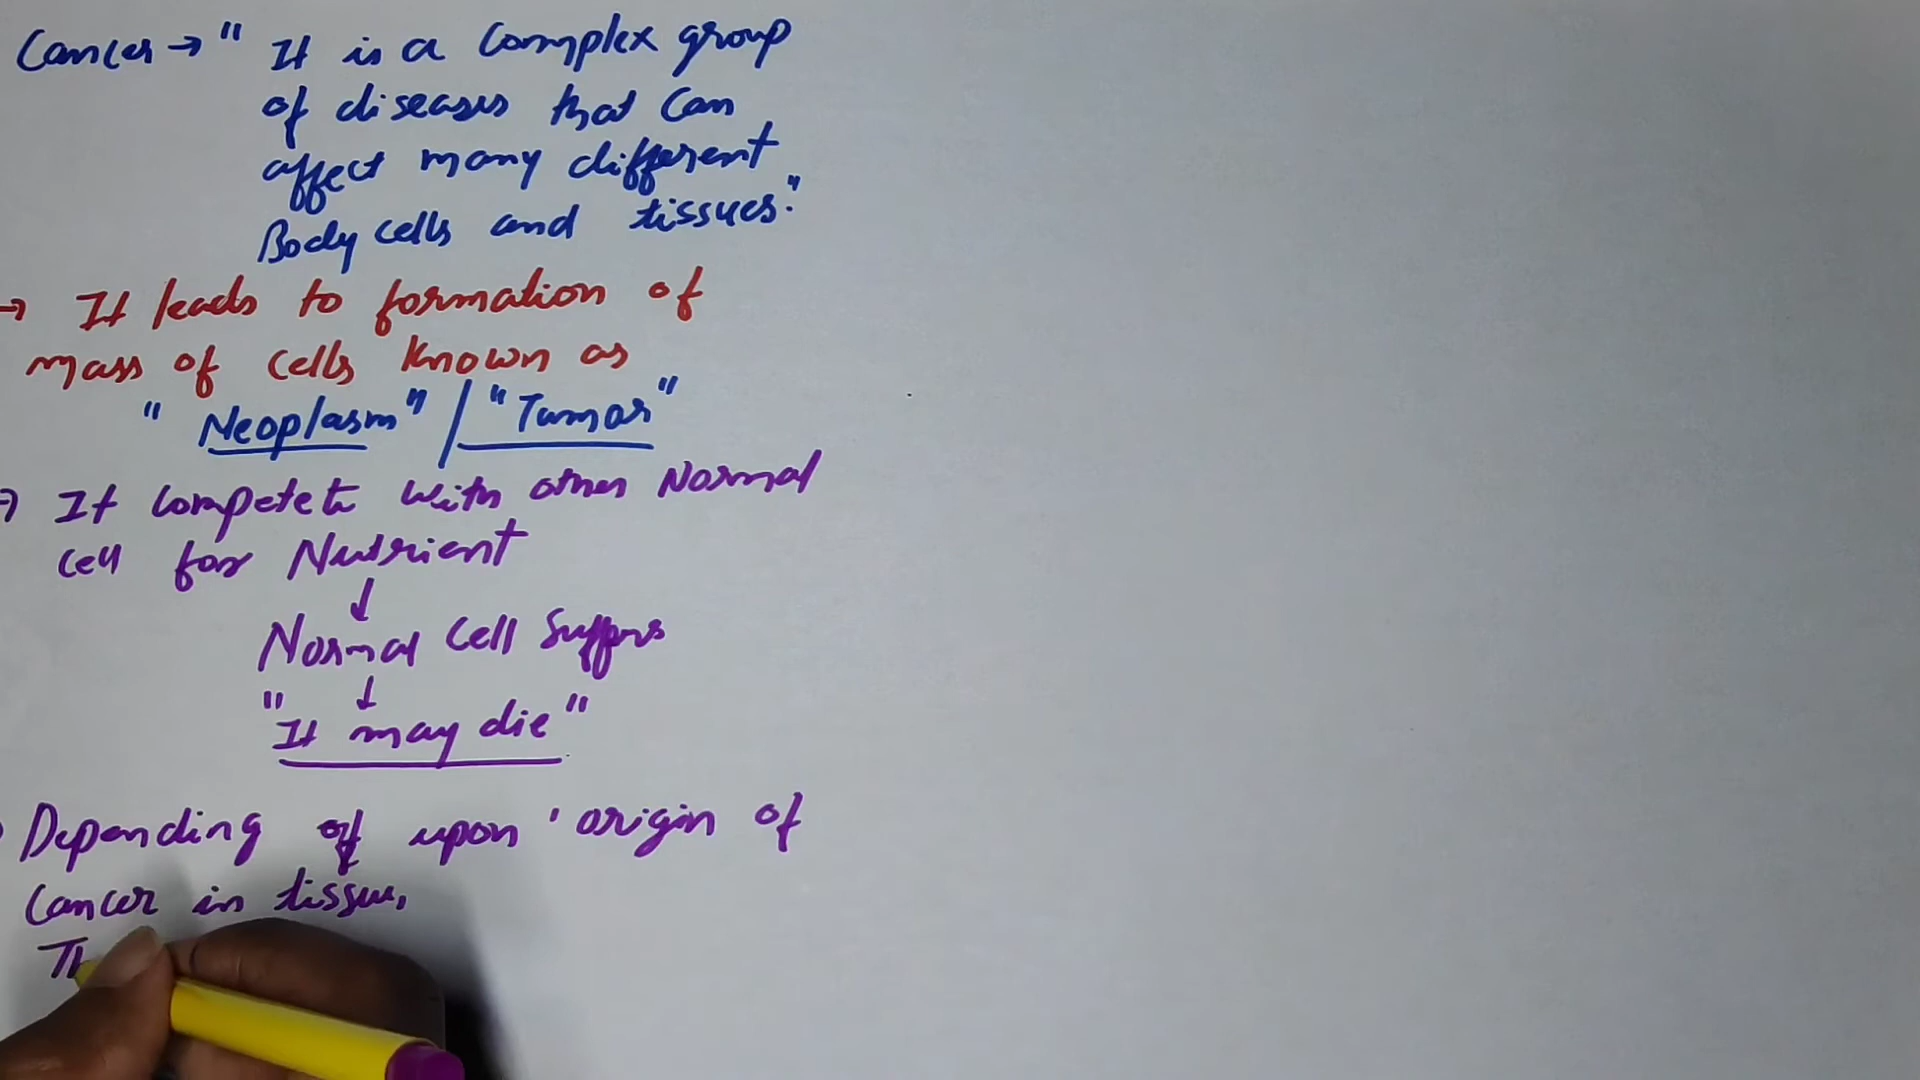 Cancer → " It is a Complex group
of diseases that Can
affect many different
Body cells and tissues."
→ It leads to formation of
mass of cells known as
" Neoplasm" / "Tumor"
→ It Compete with other Normal
Cell for Nutrient
↓
Normal Cell Suffers
↓
"It may die"
Depending of upon ' origin of
Cancer in tissue,
Th